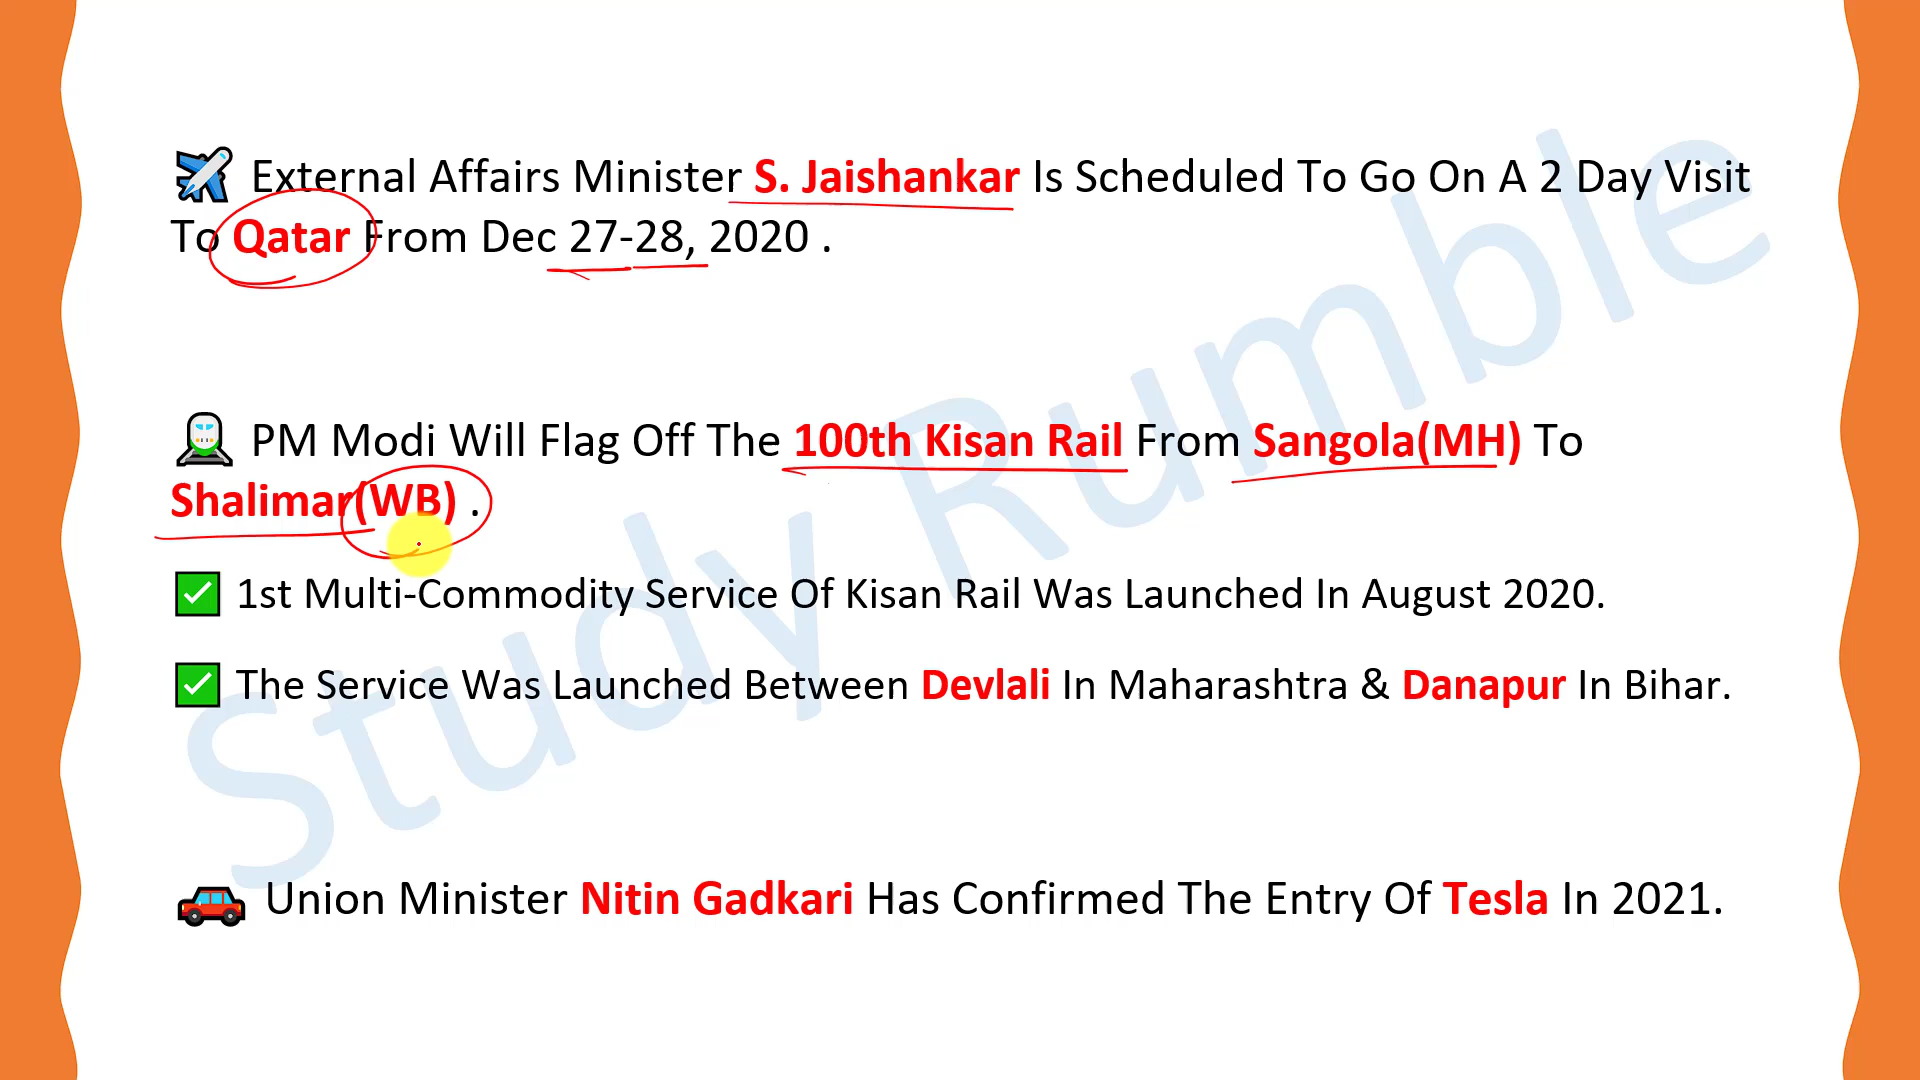 External Affairs Minister S. Jaishankar Is Scheduled To Go On A 2 Day Visit
To Qatar From Dec 27-28, 2020 .
PM Modi Will Flag Off The 100th Kisan Rail From Sangola(MH) To
Shalimar(WB) .
1st Multi-Commodity Service Of Kisan Rail Was Launched In August 2020.
The Service Was Launched Between Devlali In Maharashtra & Danapur In Bihar.
Union Minister Nitin Gadkari Has Confirmed The Entry Of Tesla In 2021.
Study Rumble